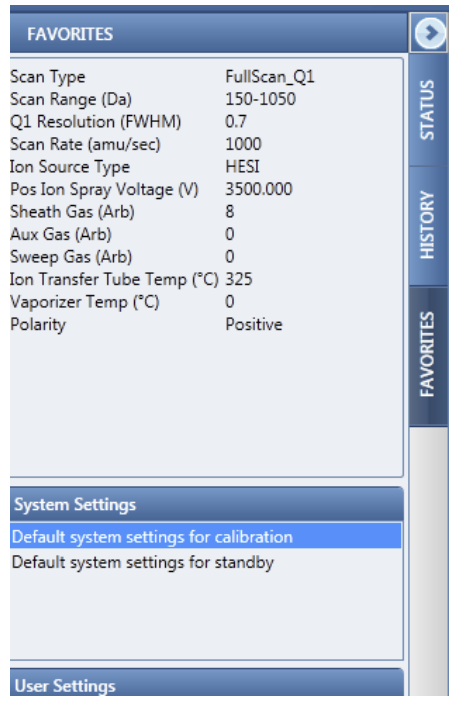 FAVORITES
Scan Type FullScan_Q1
Scan Range (Da) 150-1050
Q1 Resolution (FWHM) 0.7
Scan Rate (amu/sec) 1000
Ion Source Type HESI
Pos Ion Spray Voltage (V) 3500.000
Sheath Gas (Arb) 8
Aux Gas (Arb) 0
Sweep Gas (Arb) 0
Ion Transfer Tube Temp (°C) 325
Vaporizer Temp (°C) 0
Polarity Positive
System Settings
Default system settings for calibration
Default system settings for standby
User Settings
STATUS
HISTORY
FAVORITES